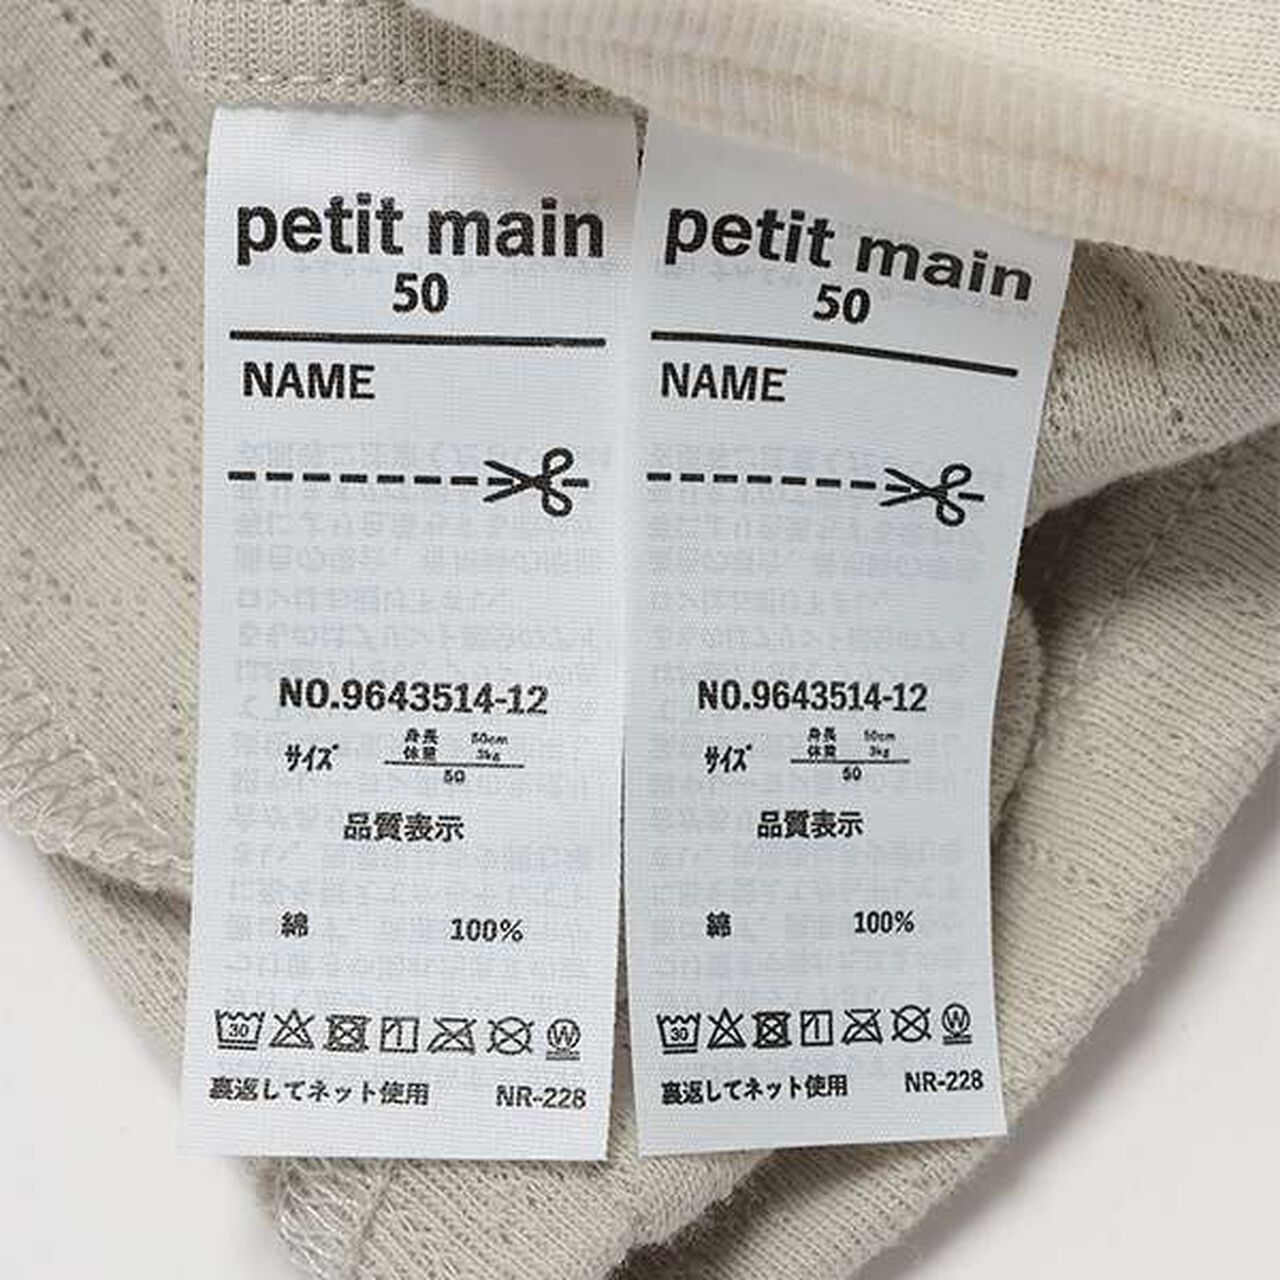 petit main
50
NAME
NO.9643514-12
サイズ
身長 50cm
体重 3kg
50
品質表示
綿 100%
30
W
裏返してネット使用 NR-228
petit main
50
NAME
NO.9643514-12
サイズ
身長 50cm
体重 3kg
50
品質表示
綿 100%
30
W
裏返してネット使用 NR-228